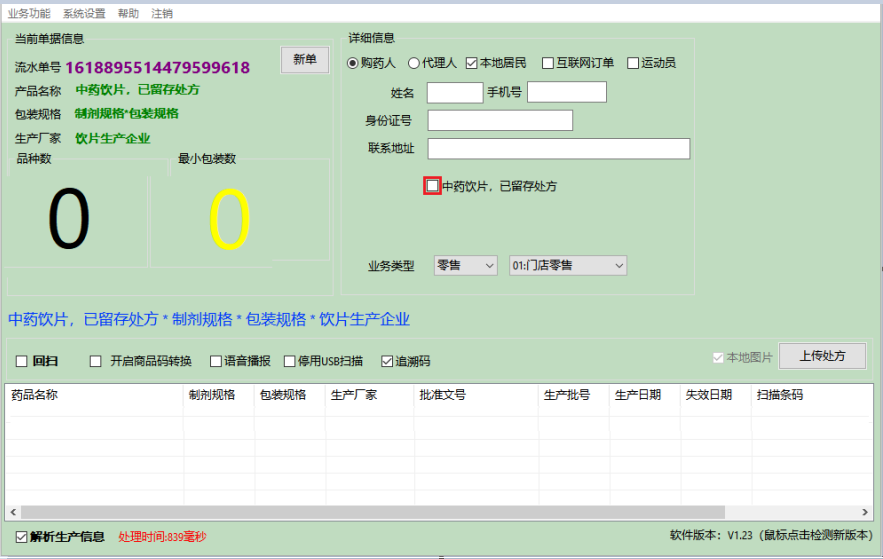 业务功能 系统设置 帮助 注销
当前单据信息
流水单号 1618895514479599618
新单
产品名称 中药饮片，已留存处方
包装规格 制剂规格*包装规格
生产厂家 饮片生产企业
品种数 最小包装数
0 0
详细信息
购药人 代理人 本地居民 互联网订单 运动员
姓名 手机号
身份证号
联系地址
中药饮片，已留存处方
业务类型 零售 01:门店零售
中药饮片，已留存处方 * 制剂规格 * 包装规格 * 饮片生产企业
回扫 开启商品码转换 语音播报 停用USB扫描 追溯码 本地图片 上传处方
药品名称 制剂规格 包装规格 生产厂家 批准文号 生产批号 生产日期 失效日期 扫描条码
解析生产信息 处理时间:839毫秒 软件版本：V1.23（鼠标点击检测新版本）